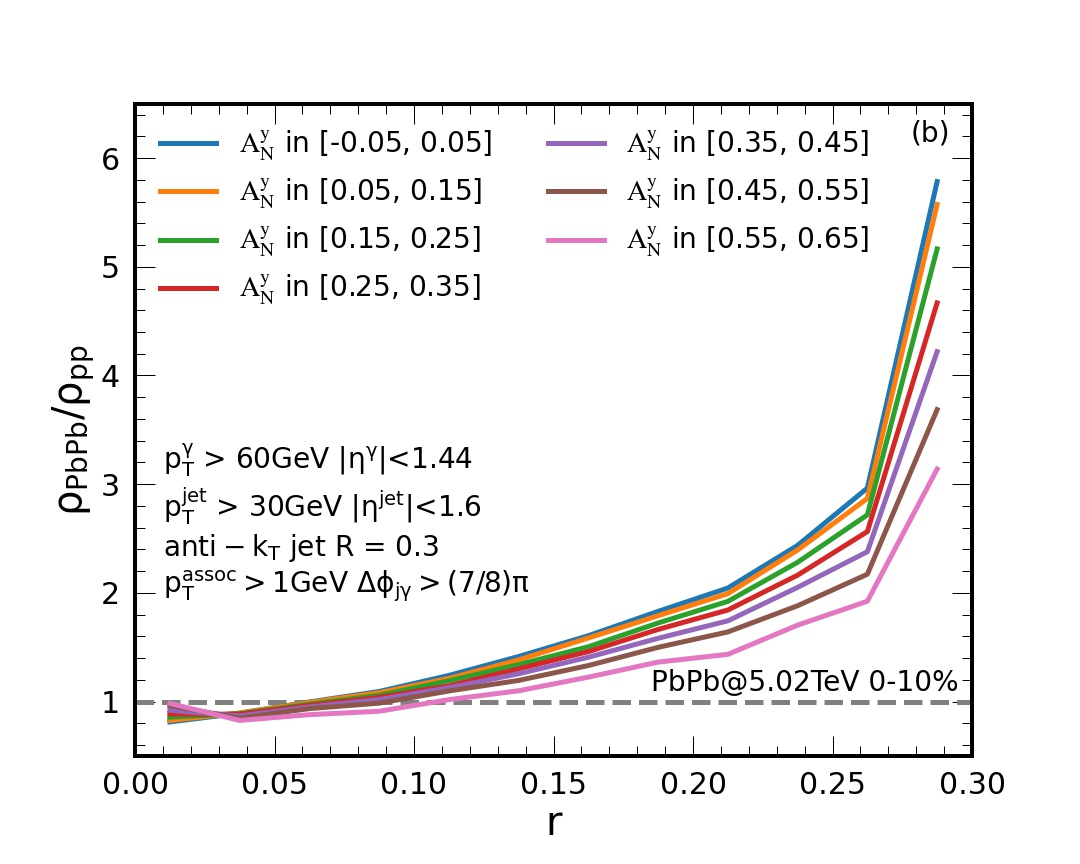 (b)
A_N^y in [-0.05, 0.05]
A_N^y in [0.05, 0.15]
A_N^y in [0.15, 0.25]
A_N^y in [0.25, 0.35]
A_N^y in [0.35, 0.45]
A_N^y in [0.45, 0.55]
A_N^y in [0.55, 0.65]
6
5
4
3
2
1
ρ_PbPb/ρ_pp
p_T^γ > 60GeV |η^γ|<1.44
p_T^jet > 30GeV |η^jet|<1.6
anti − k_T jet R = 0.3
p_T^assoc > 1GeV Δϕ_jγ > (7/8)π
PbPb@5.02TeV 0-10%
0.00 0.05 0.10 0.15 0.20 0.25 0.30
r